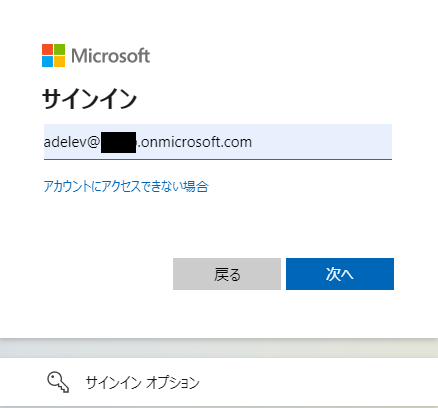 Microsoft
サインイン
adelev@ .onmicrosoft.com
アカウントにアクセスできない場合
戻る
次へ
サインイン オプション